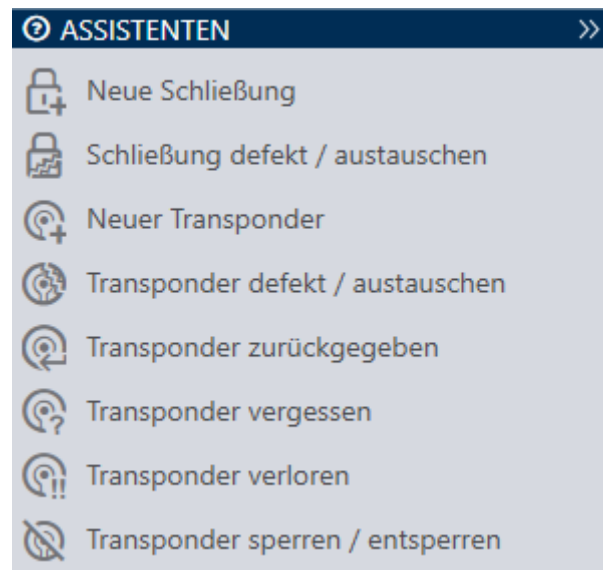 ASSISTENTEN
Neue Schließung
Schließung defekt / austauschen
Neuer Transponder
Transponder defekt / austauschen
Transponder zurückgegeben
Transponder vergessen
Transponder verloren
Transponder sperren / entsperren